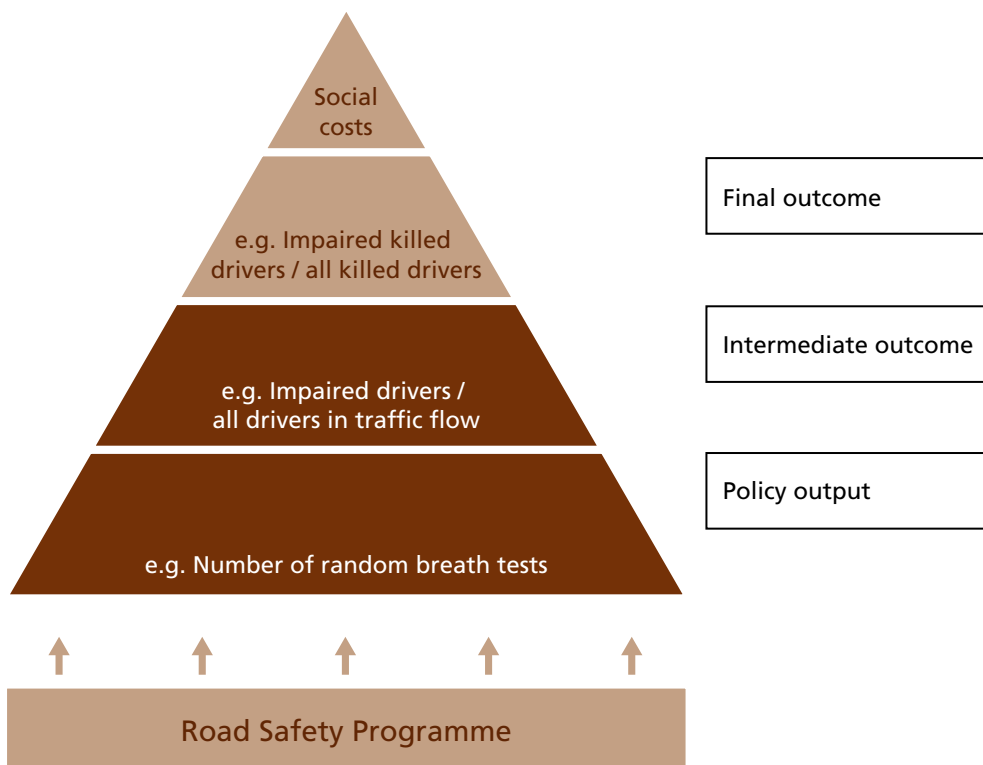 Social
costs
e.g. Impaired killed
drivers / all killed drivers
Final outcome
e.g. Impaired drivers /
all drivers in traffic flow
Intermediate outcome
e.g. Number of random breath tests
Policy output
Road Safety Programme